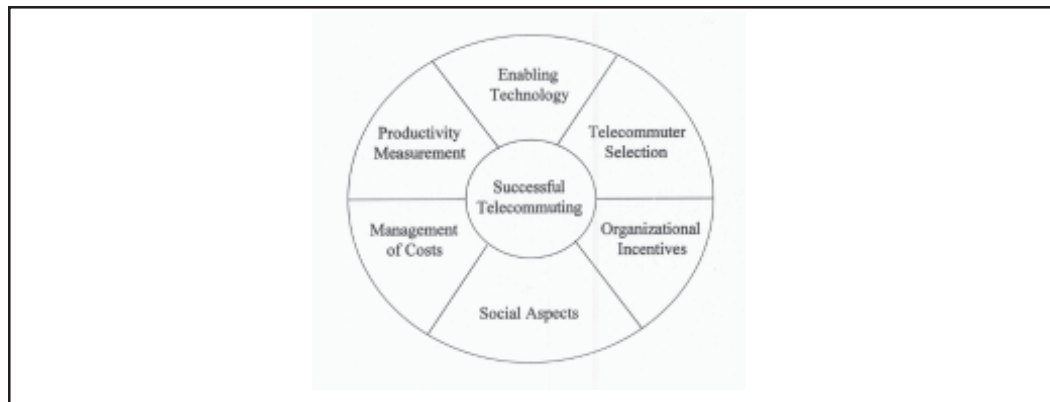 Enabling
Technology
Telecommuter
Selection
Organizational
Incentives
Social Aspects
Management
of Costs
Productivity
Measurement
Successful
Telecommuting